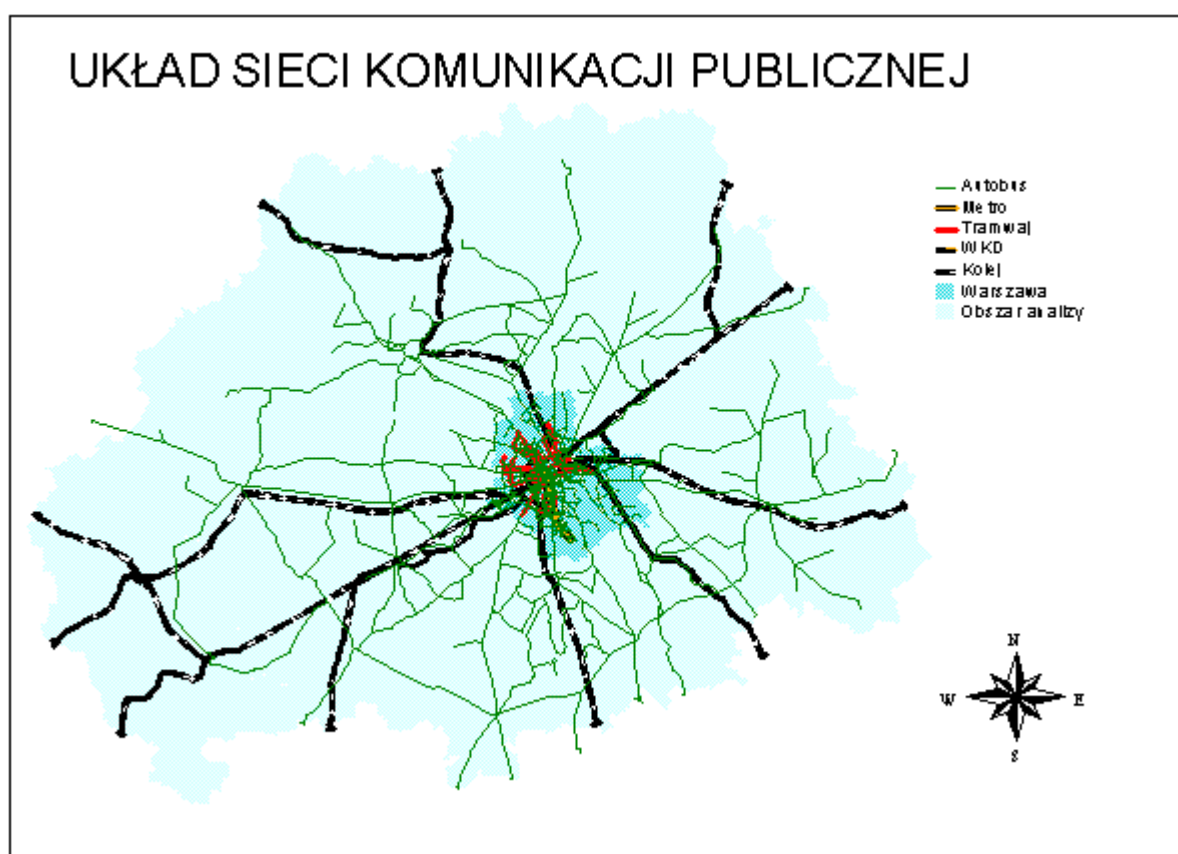 UKŁAD SIECI KOMUNIKACJI PUBLICZNEJ
Autobus
Metro
Tramwaj
WKD
Kolej
Warszawa
Obszar analizy
N
W E
S